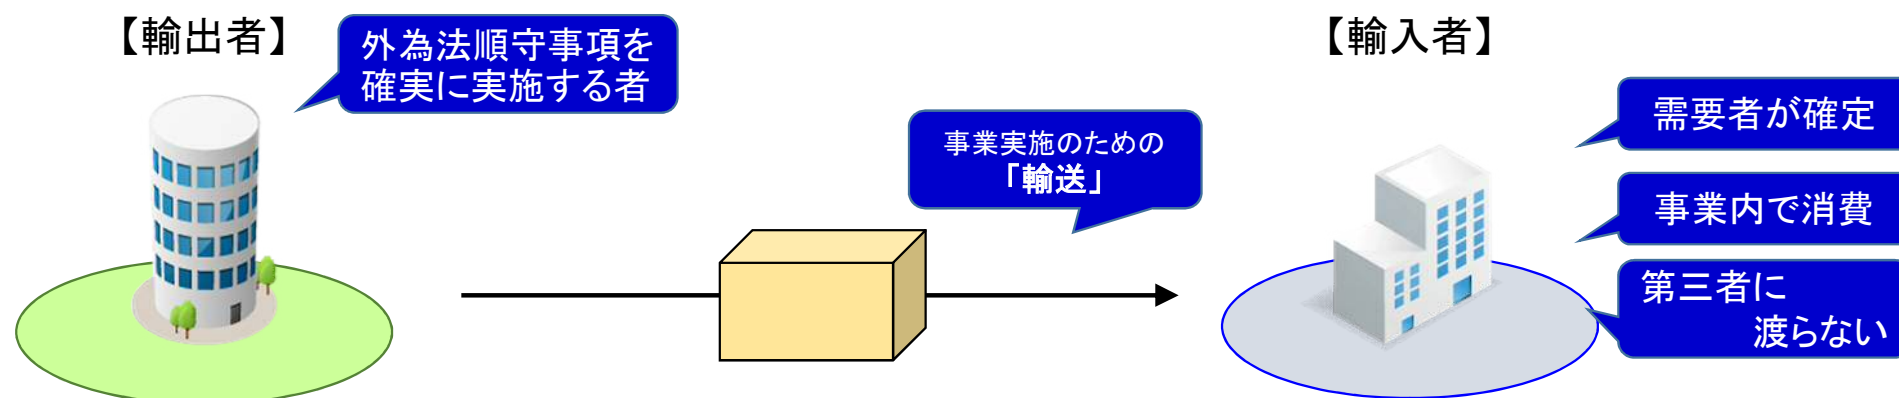 【輸出者】
外為法順守事項を
確実に実施する者
事業実施のための
「輸送」
【輸入者】
需要者が確定
事業内で消費
第三者に
渡らない